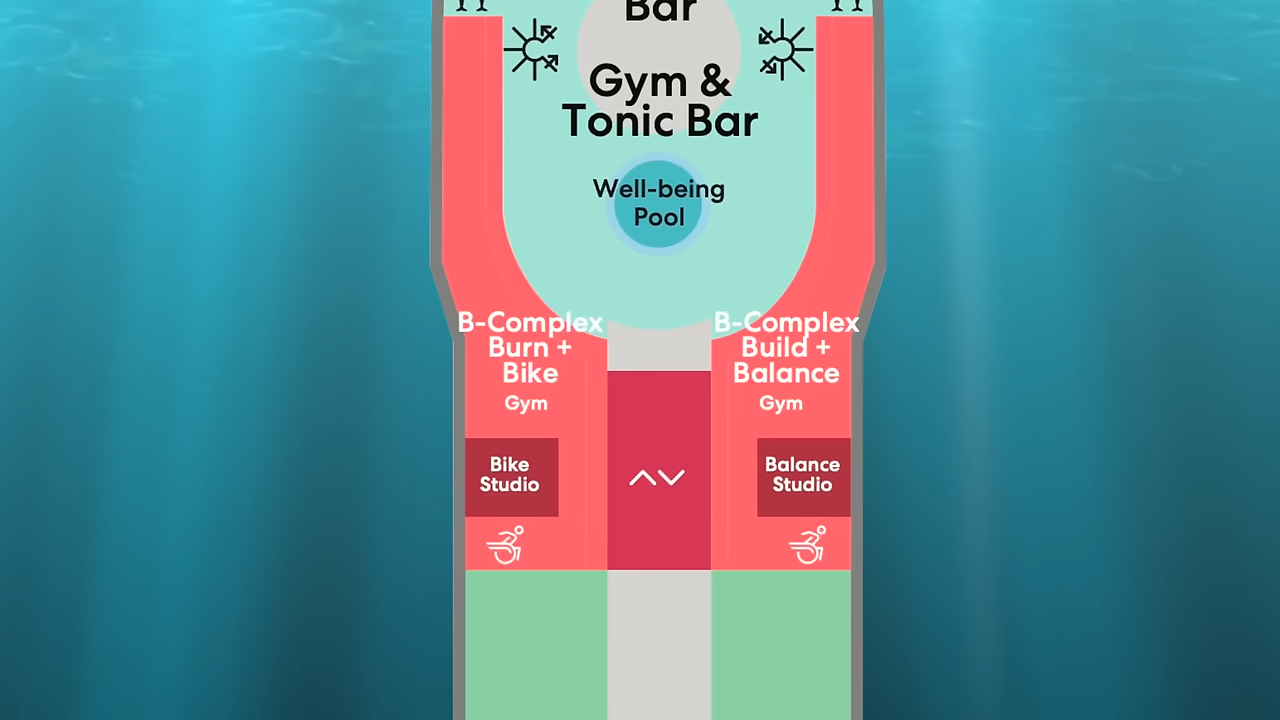 Bar
Gym &
Tonic Bar
Well-being
Pool
B-Complex
Burn +
Bike
Gym
B-Complex
Build +
Balance
Gym
Bike
Studio
Balance
Studio